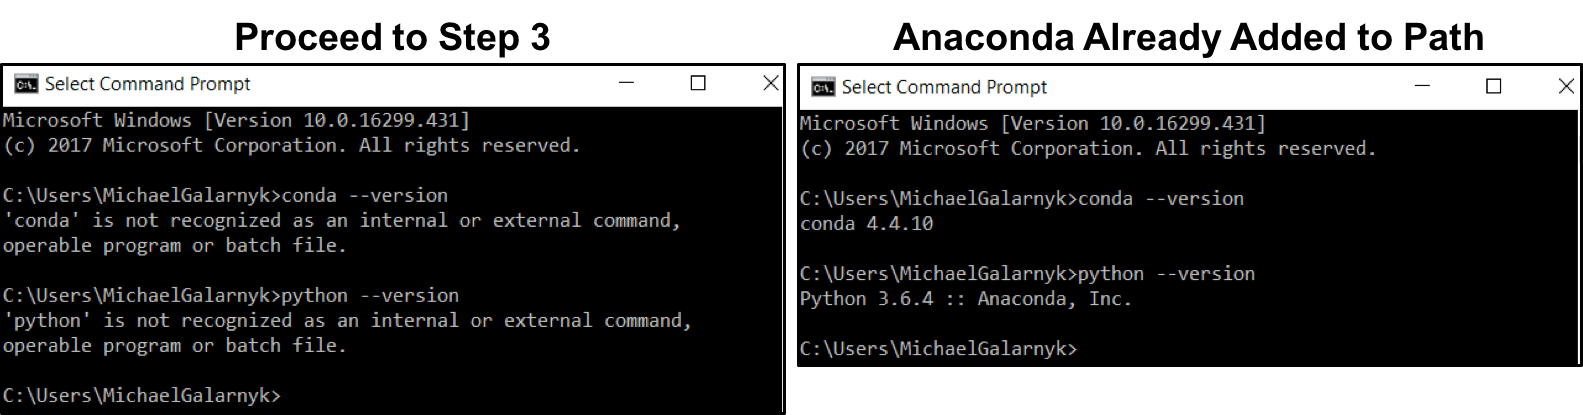 Proceed to Step 3
Select Command Prompt
Microsoft Windows [Version 10.0.16299.431]
(c) 2017 Microsoft Corporation. All rights reserved.
C:\Users\MichaelGalarnyk>conda --version
'conda' is not recognized as an internal or external command,
operable program or batch file.
C:\Users\MichaelGalarnyk>python --version
'python' is not recognized as an internal or external command,
operable program or batch file.
C:\Users\MichaelGalarnyk>
Anaconda Already Added to Path
Select Command Prompt
Microsoft Windows [Version 10.0.16299.431]
(c) 2017 Microsoft Corporation. All rights reserved.
C:\Users\MichaelGalarnyk>conda --version
conda 4.4.10
C:\Users\MichaelGalarnyk>python --version
Python 3.6.4 :: Anaconda, Inc.
C:\Users\MichaelGalarnyk>